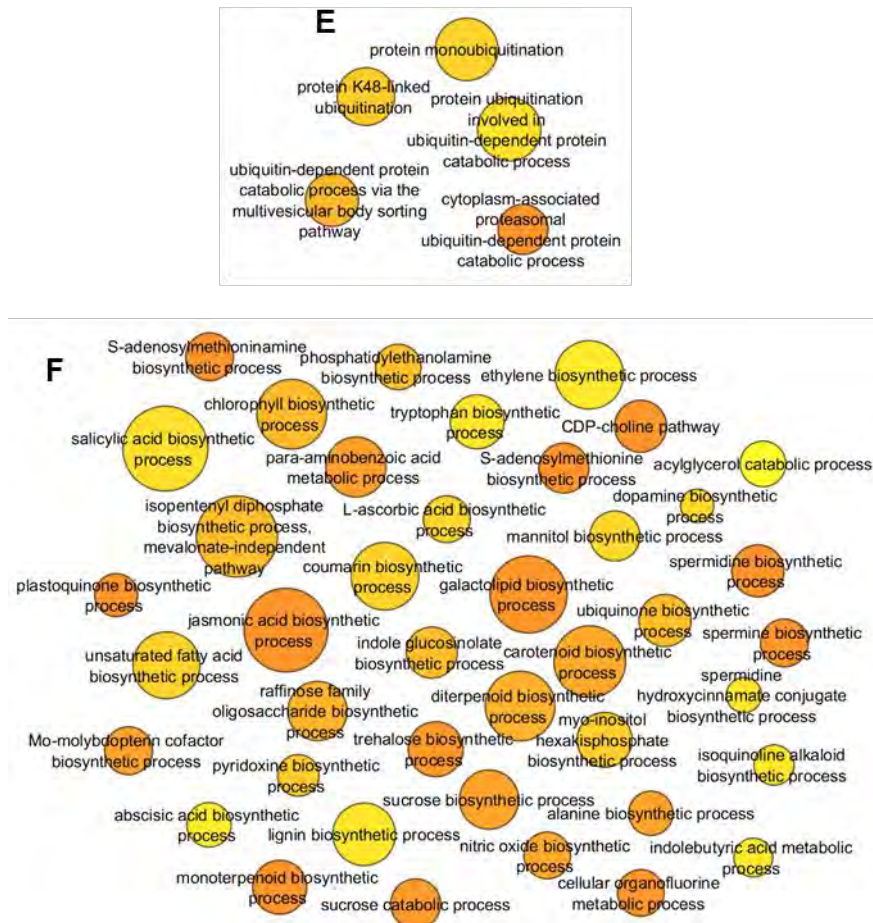 E
protein monoubiquitination
protein K48-linked
ubiquitination
protein ubiquitination
involved in
ubiquitin-dependent protein
catabolic process
ubiquitin-dependent protein
catabolic process via the
multivesicular body sorting
pathway
cytoplasm-associated
proteasomal
ubiquitin-dependent protein
catabolic process
F
S-adenosylmethioninamine
biosynthetic process
phosphatidylethanolamine
biosynthetic process
ethylene biosynthetic process
chlorophyll biosynthetic
process
tryptophan biosynthetic
process
CDP-choline pathway
salicylic acid biosynthetic
process
para-aminobenzoic acid
metabolic process
S-adenosylmethionine
biosynthetic process
acylglycerol catabolic process
isopentenyl diphosphate
biosynthetic process,
mevalonate-independent
pathway
L-ascorbic acid biosynthetic
process
dopamine biosynthetic
process
mannitol biosynthetic process
coumarin biosynthetic
process
spermidine biosynthetic
process
plastoquinone biosynthetic
process
galactolipid biosynthetic
process
jasmonic acid biosynthetic
process
ubiquinone biosynthetic
process
spermine biosynthetic
process
indole glucosinolate
biosynthetic process
carotenoid biosynthetic
process
unsaturated fatty acid
biosynthetic process
spermidine
hydroxycinnamate conjugate
biosynthetic process
raffinose family
oligosaccharide biosynthetic
process
diterpenoid biosynthetic
process
myo-inositol
hexakisphosphate
biosynthetic process
Mo-molybdopterin cofactor
biosynthetic process
trehalose biosynthetic
process
isoquinoline alkaloid
biosynthetic process
pyridoxine biosynthetic
process
sucrose biosynthetic process
abscisic acid biosynthetic
process
lignin biosynthetic process
alanine biosynthetic process
nitric oxide biosynthetic
process
indolebutyric acid metabolic
process
monoterpenoid biosynthetic
process
sucrose catabolic process
cellular organofluorine
metabolic process